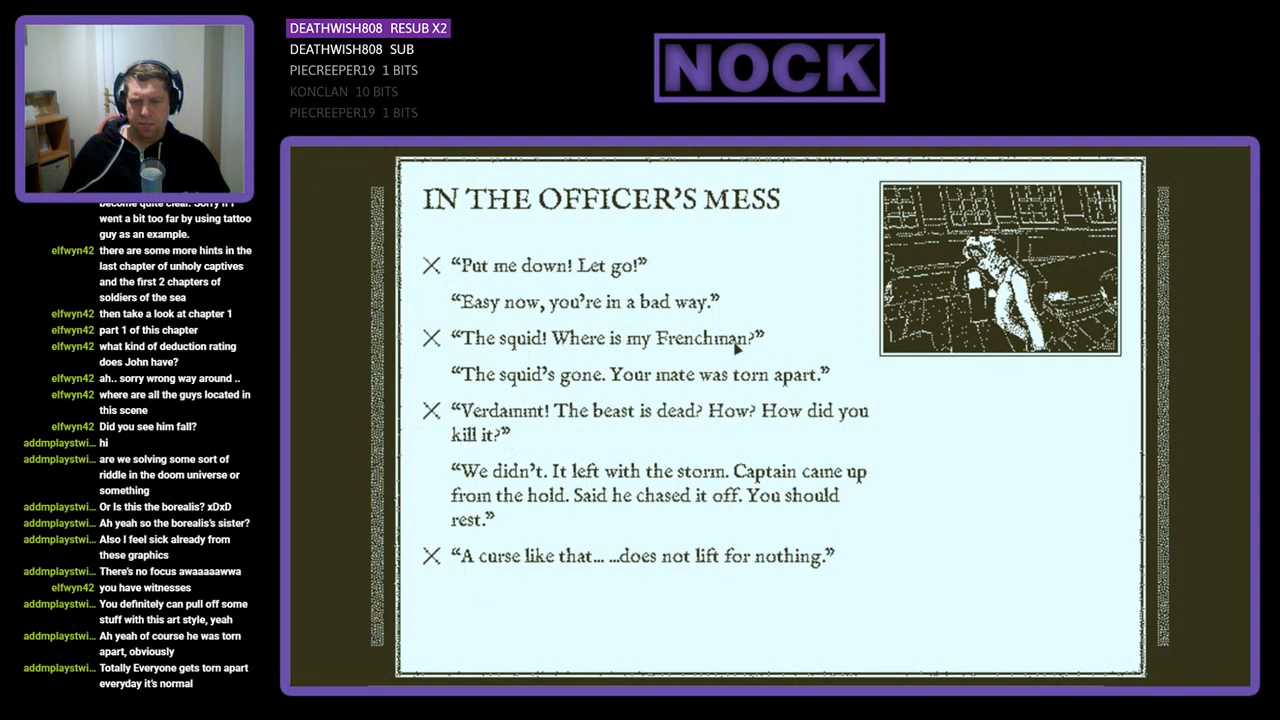 DEATHWISH808 RESUB X2
DEATHWISH808 SUB
PIECREEPER19 1 BITS
KONCLAN 10 BITS
PIECREEPER19 1 BITS
NOCK
become quite clear. Sorry if I
went a bit too far by using tattoo
guy as an example.
elfwyn42 there are some more hints in the
last chapter of unholy captives
and the first 2 chapters of
soldiers of the sea
elfwyn42 then take a look at chapter 1
elfwyn42 part 1 of this chapter
elfwyn42 what kind of deduction rating
does John have?
elfwyn42 ah.. sorry wrong way around ..
elfwyn42 where are all the guys located in
this scene
elfwyn42 Did you see him fall?
addmplaystwi... hi
addmplaystwi... are we solving some sort of
riddle in the doom universe or
something
addmplaystwi... Or Is this the borealis? xDxD
addmplaystwi... Ah yeah so the borealis's sister?
addmplaystwi... Also I feel sick already from
these graphics
addmplaystwi... There's no focus awaaaaawwa
elfwyn42 you have witnesses
addmplaystwi... You definitely can pull off some
stuff with this art style, yeah
addmplaystwi... Ah yeah of course he was torn
apart, obviously
addmplaystwi... Totally Everyone gets torn apart
everyday it's normal
IN THE OFFICER'S MESS
“Put me down! Let go!”
“Easy now, you're in a bad way.”
“The squid! Where is my Frenchman?”
“The squid's gone. Your mate was torn apart.”
“Verdammt! The beast is dead? How? How did you
kill it?”
“We didn't. It left with the storm. Captain came up
from the hold. Said he chased it off. You should
rest.”
“A curse like that... ...does not lift for nothing.”